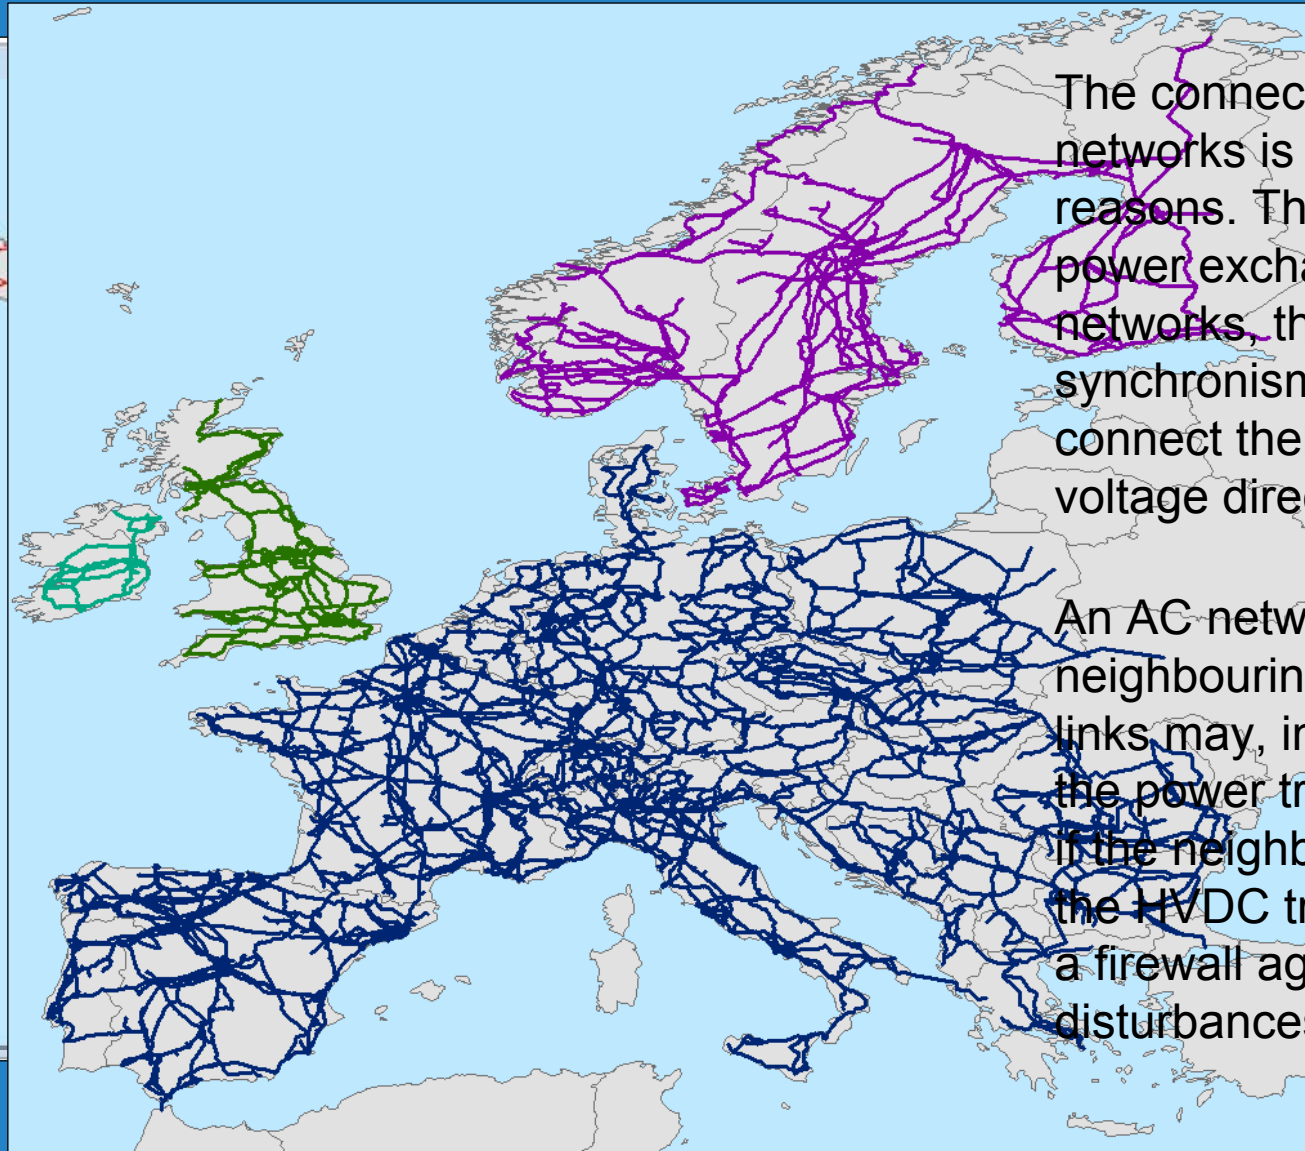 The connec
networks is
reasons. Th
power excha
networks, th
synchronism
connect the
voltage dire
An AC netw
neighbourin
links may, in
the power tr
if the neighb
the HVDC tr
a firewall ag
disturbances